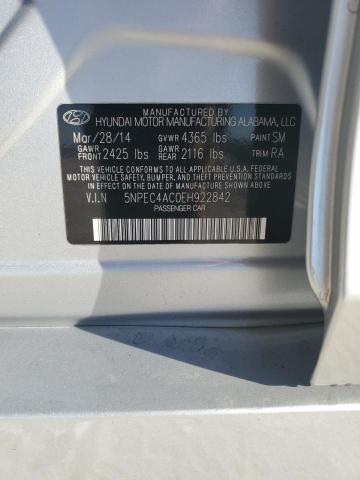 MANUFACTURED BY
HYUNDAI MOTOR MANUFACTURING ALABAMA, LLC
Mar/28/14 GVWR 4365 lbs PAINT SM
GAWR FRONT 2425 lbs GAWR REAR 2116 lbs TRIM RA
THIS VEHICLE CONFORMS TO ALL APPLICABLE U.S.A FEDERAL
MOTOR VEHICLE SAFETY, BUMPER, AND THEFT PREVENTION
STANDARDS IN EFFECT ON THE DATE OF MANUFACTURE SHOWN ABOVE.
V.I.N 5NPEC4AC0EH922842
PASSENGER CAR